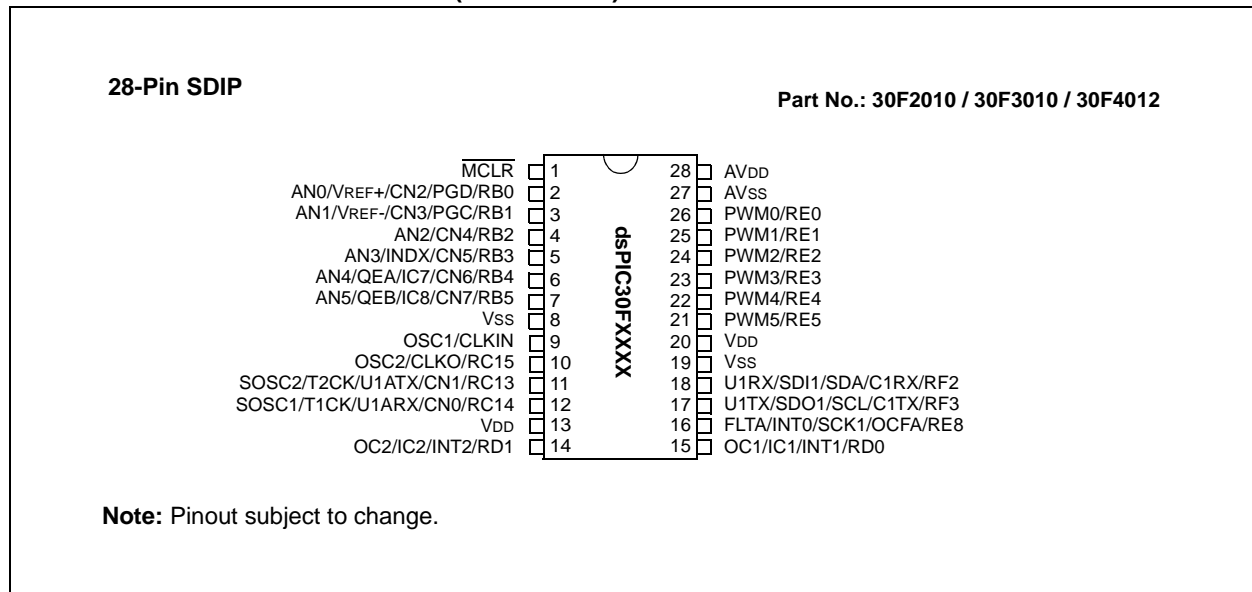 28-Pin SDIP
Part No.: 30F2010 / 30F3010 / 30F4012
MCLR 1 28 AVDD
AN0/VREF+/CN2/PGD/RB0 2 27 AVSS
AN1/VREF-/CN3/PGC/RB1 3 26 PWM0/RE0
AN2/CN4/RB2 4 25 PWM1/RE1
AN3/INDX/CN5/RB3 5 24 PWM2/RE2
AN4/QEA/IC7/CN6/RB4 6 23 PWM3/RE3
AN5/QEB/IC8/CN7/RB5 7 22 PWM4/RE4
VSS 8 21 PWM5/RE5
OSC1/CLKIN 9 20 VDD
OSC2/CLKO/RC15 10 19 VSS
SOSC2/T2CK/U1ATX/CN1/RC13 11 18 U1RX/SDI1/SDA/C1RX/RF2
SOSC1/T1CK/U1ARX/CN0/RC14 12 17 U1TX/SDO1/SCL/C1TX/RF3
VDD 13 16 FLTA/INT0/SCK1/OCFA/RE8
OC2/IC2/INT2/RD1 14 15 OC1/IC1/INT1/RD0
dsPIC30FXXXX
Note: Pinout subject to change.